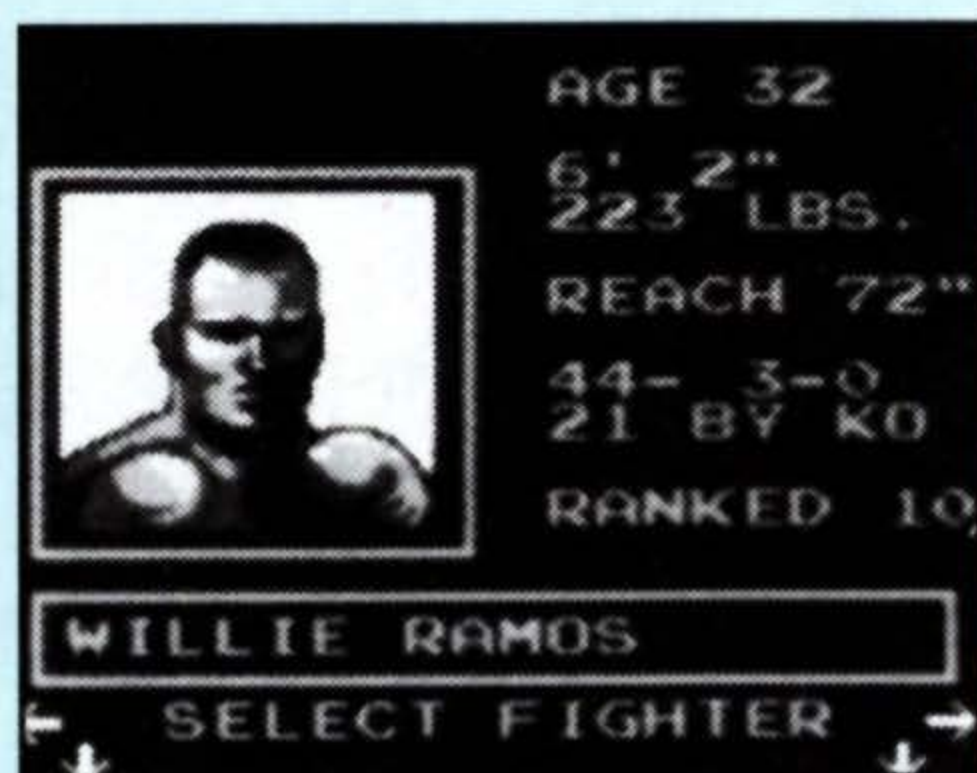 AGE 32
6' 2"
223 LBS.
REACH 72"
44- 3-0
21 BY KO
RANKED 10
WILLIE RAMOS
← SELECT FIGHTER →
↓ ↓